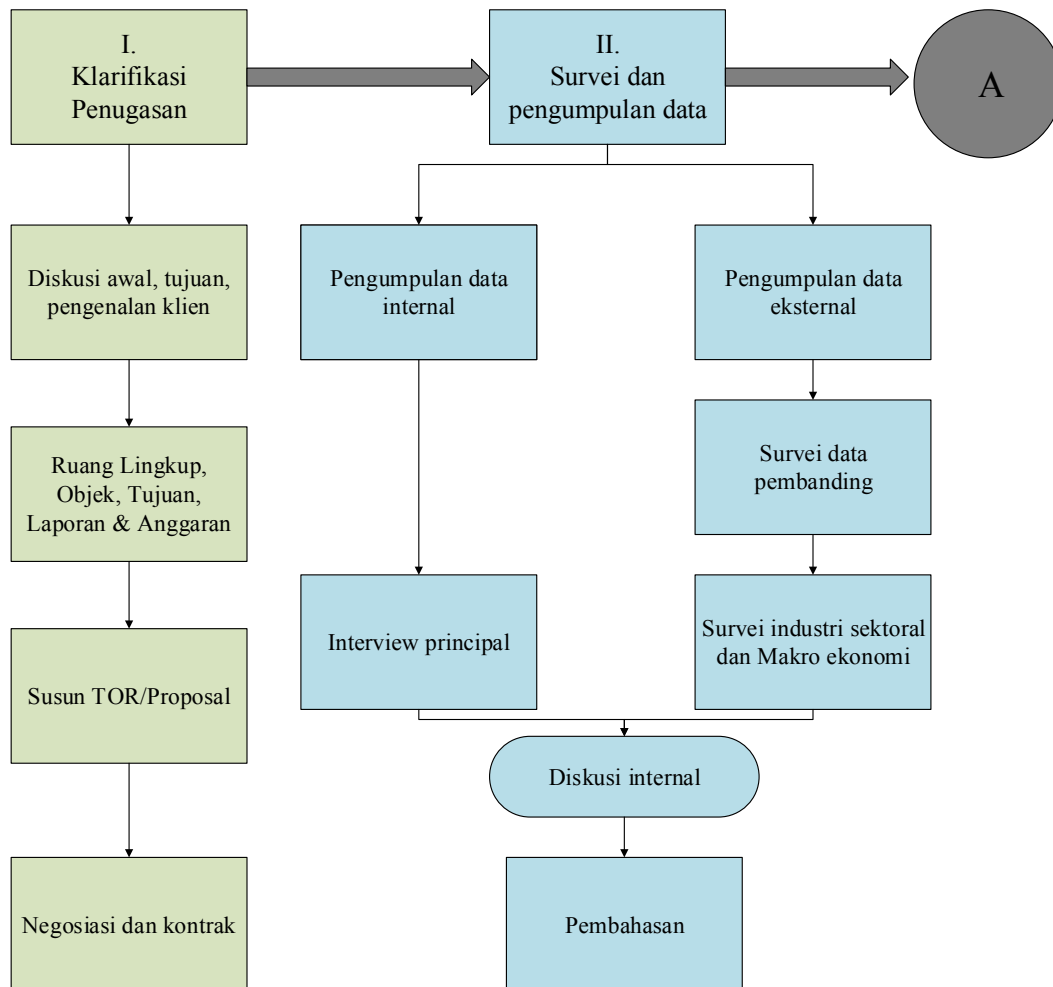 I.
Klarifikasi
Penugasan
II.
Survei dan
pengumpulan data
A
Diskusi awal, tujuan,
pengenalan klien
Pengumpulan data
internal
Pengumpulan data
eksternal
Ruang Lingkup,
Objek, Tujuan,
Laporan & Anggaran
Survei data
pembanding
Susun TOR/Proposal
Interview principal
Survei industri sektoral
dan Makro ekonomi
Diskusi internal
Negosiasi dan kontrak
Pembahasan